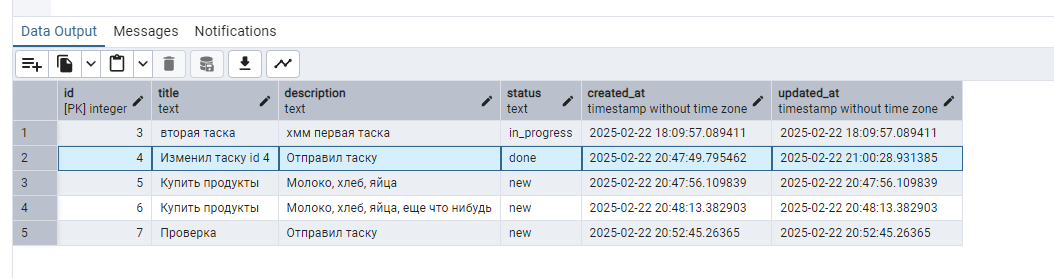 Data Output Messages Notifications
id title description status created_at updated_at
[PK] integer text text text timestamp without time zone timestamp without time zone
1 3 вторая таска хмм первая таска in_progress 2025-02-22 18:09:57.089411 2025-02-22 18:09:57.089411
2 4 Изменил таску id 4 Отправил таску done 2025-02-22 20:47:49.795462 2025-02-22 21:00:28.931385
3 5 Купить продукты Молоко, хлеб, яйца new 2025-02-22 20:47:56.109839 2025-02-22 20:47:56.109839
4 6 Купить продукты Молоко, хлеб, яйца, еще что нибудь new 2025-02-22 20:48:13.382903 2025-02-22 20:48:13.382903
5 7 Проверка Отправил таску new 2025-02-22 20:52:45.26365 2025-02-22 20:52:45.26365